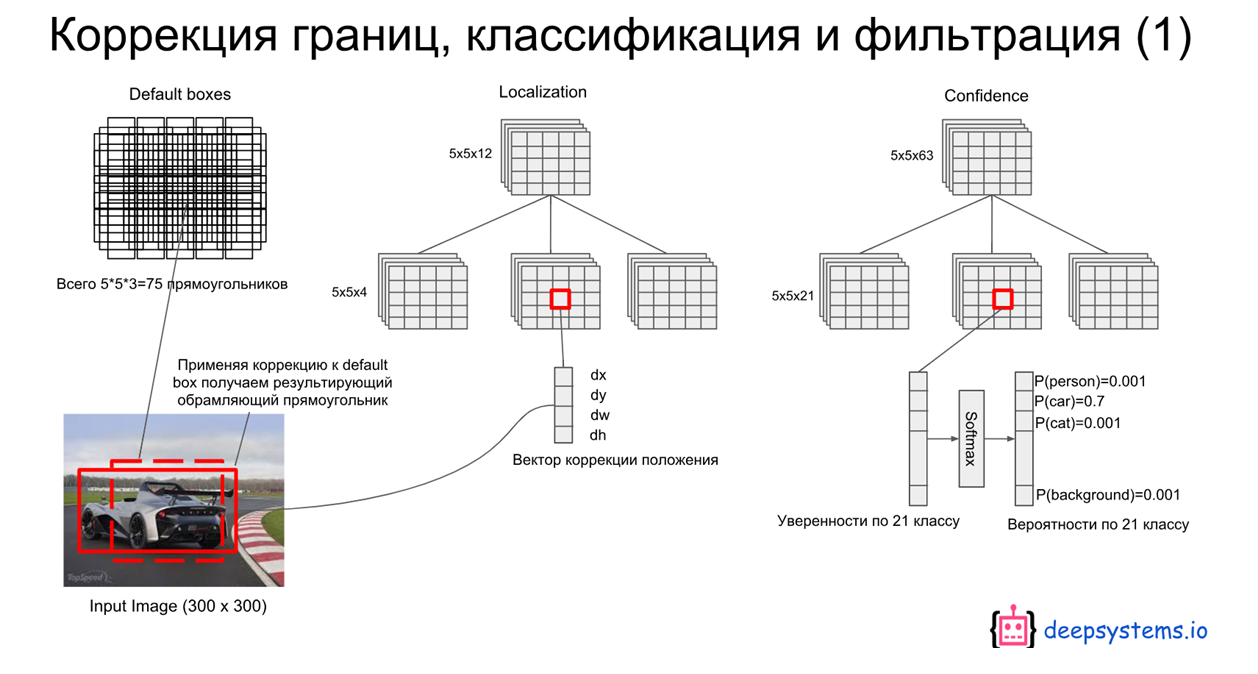 Коррекция границ, классификация и фильтрация (1)
Default boxes
Localization
Confidence
5x5x12
5x5x63
Всего 5*5*3=75 прямоугольников
5x5x4
5x5x21
Применяя коррекцию к default
box получаем результирующий
обрамляющий прямоугольник
dx
dy
dw
dh
Вектор коррекции положения
Softmax
P(person)=0.001
P(car)=0.7
P(cat)=0.001
P(background)=0.001
Уверенности по 21 классу
Вероятности по 21 классу
TopSpeed
Input Image (300 x 300)
deepsystems.io